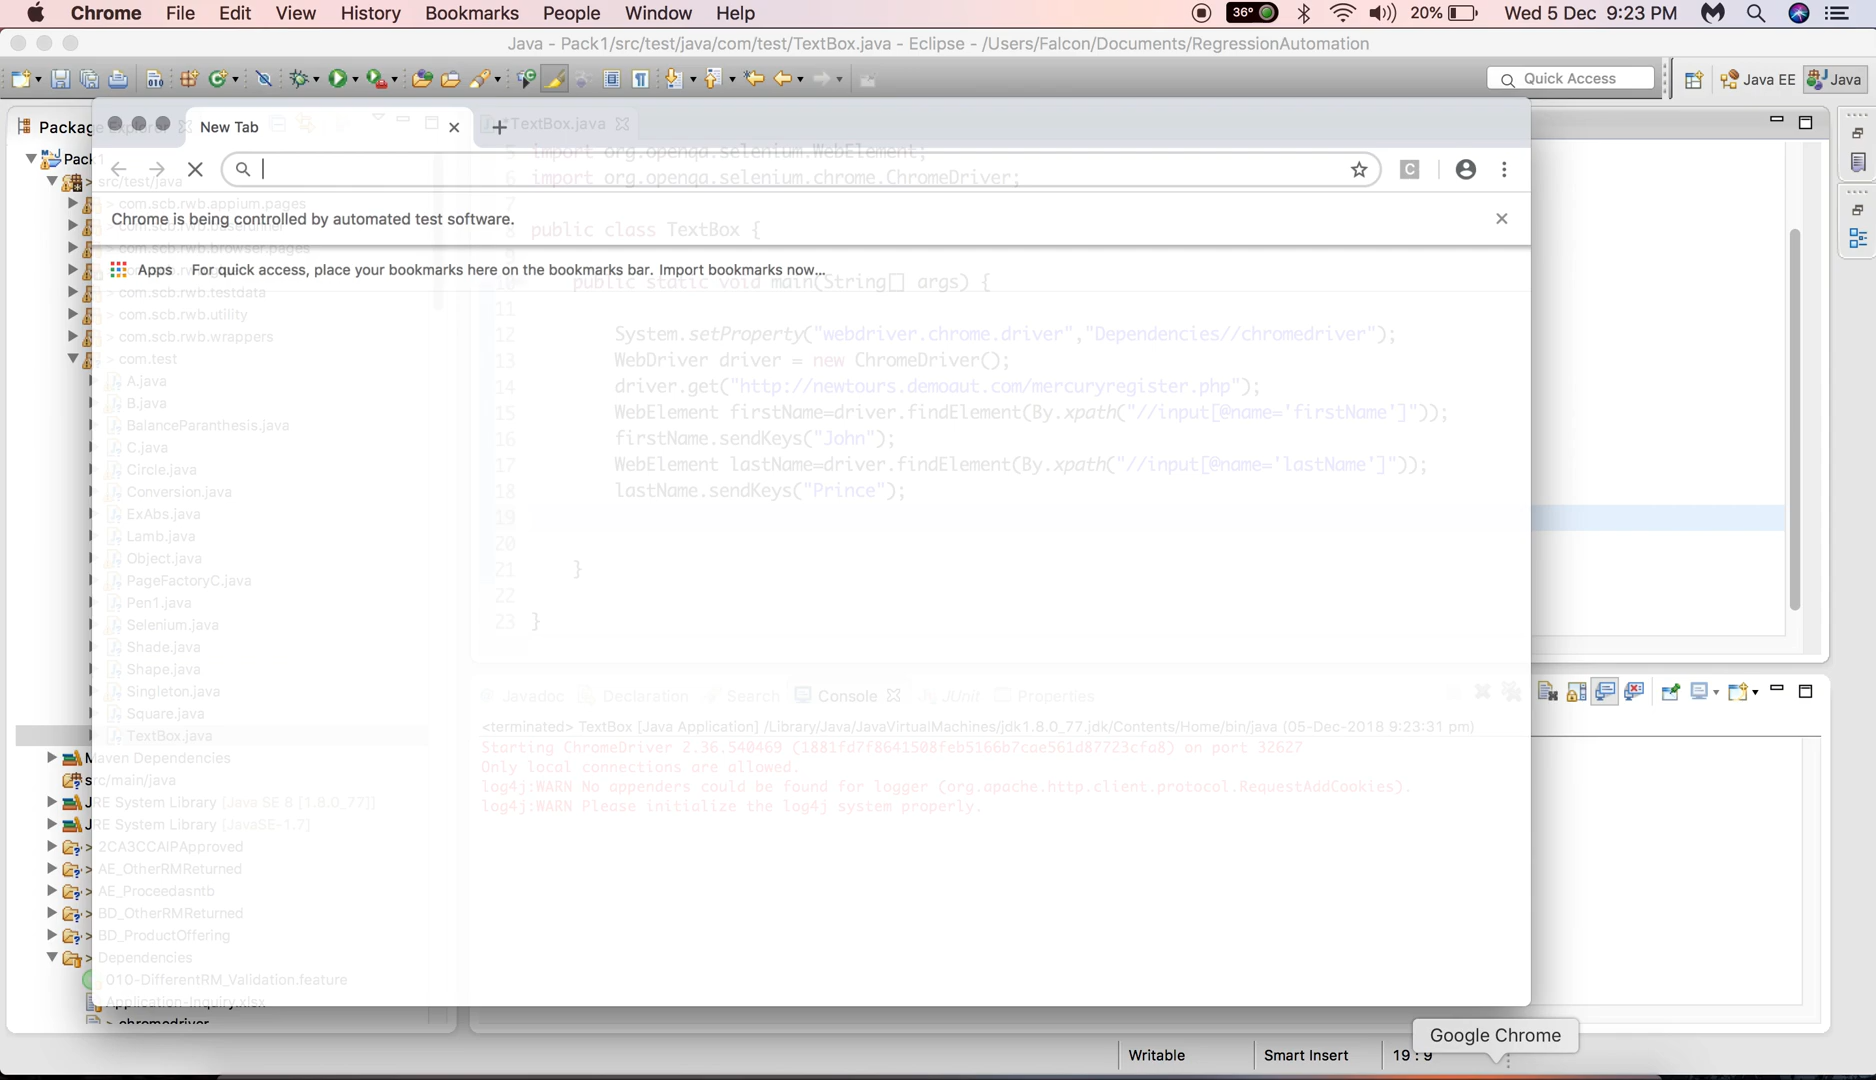 Chrome File Edit View History Bookmarks People Window Help 36° 20% Wed 5 Dec 9:23 PM
Java - Pack1/src/test/java/com/test/TextBox.java - Eclipse - /Users/Falcon/Documents/RegressionAutomation
Quick Access Java EE Java
Package Explorer New Tab *TextBox.java
Pack1
> src/test/java
> com.scb.rwb.appium.pages
> com.scb.rwb.browser.pages
> com.scb.rwb.testdata
> com.scb.rwb.utility
> com.scb.rwb.wrappers
> com.test
A.java
B.java
BalanceParanthesis.java
C.java
Circle.java
Conversion.java
ExAbs.java
Lamb.java
Object.java
PageFactoryC.java
Pen1.java
Selenium.java
Shade.java
Shape.java
Singleton.java
Square.java
TextBox.java
Maven Dependencies
src/main/java
JRE System Library [Java SE 8 [1.8.0_77]]
JRE System Library [JavaSE-1.7]
> 2CA3CCAIPApproved
> AE_OtherRMReturned
> AE_Proceedasntb
> BD_OtherRMReturned
> BD_ProductOffering
> Dependencies
010-DifferentRM_Validation.feature
Application-Inquiry.xlsx
> chromedriver
Chrome is being controlled by automated test software.
Apps For quick access, place your bookmarks here on the bookmarks bar. Import bookmarks now...
5 import org.openqa.selenium.WebElement;
6 import org.openqa.selenium.chrome.ChromeDriver;
7
8 public class TextBox {
9
10 public static void main(String[] args) {
11
12 System.setProperty("webdriver.chrome.driver","Dependencies//chromedriver");
13 WebDriver driver = new ChromeDriver();
14 driver.get("http://newtours.demoaut.com/mercuryregister.php");
15 WebElement firstName=driver.findElement(By.xpath("//input[@name='firstName']"));
16 firstName.sendKeys("John");
17 WebElement lastName=driver.findElement(By.xpath("//input[@name='lastName']"));
18 lastName.sendKeys("Prince");
19
20
21 }
22
23 }
Javadoc Declaration Search Console JUnit Properties
<terminated> TextBox [Java Application] /Library/Java/JavaVirtualMachines/jdk1.8.0_77.jdk/Contents/Home/bin/java (05-Dec-2018 9:23:31 pm)
Starting ChromeDriver 2.36.540469 (1881fd7f8641508feb5166b7cae561d87723cfa8) on port 32627
Only local connections are allowed.
log4j:WARN No appenders could be found for logger (org.apache.http.client.protocol.RequestAddCookies).
log4j:WARN Please initialize the log4j system properly.
Google Chrome
Writable Smart Insert 19 : 9